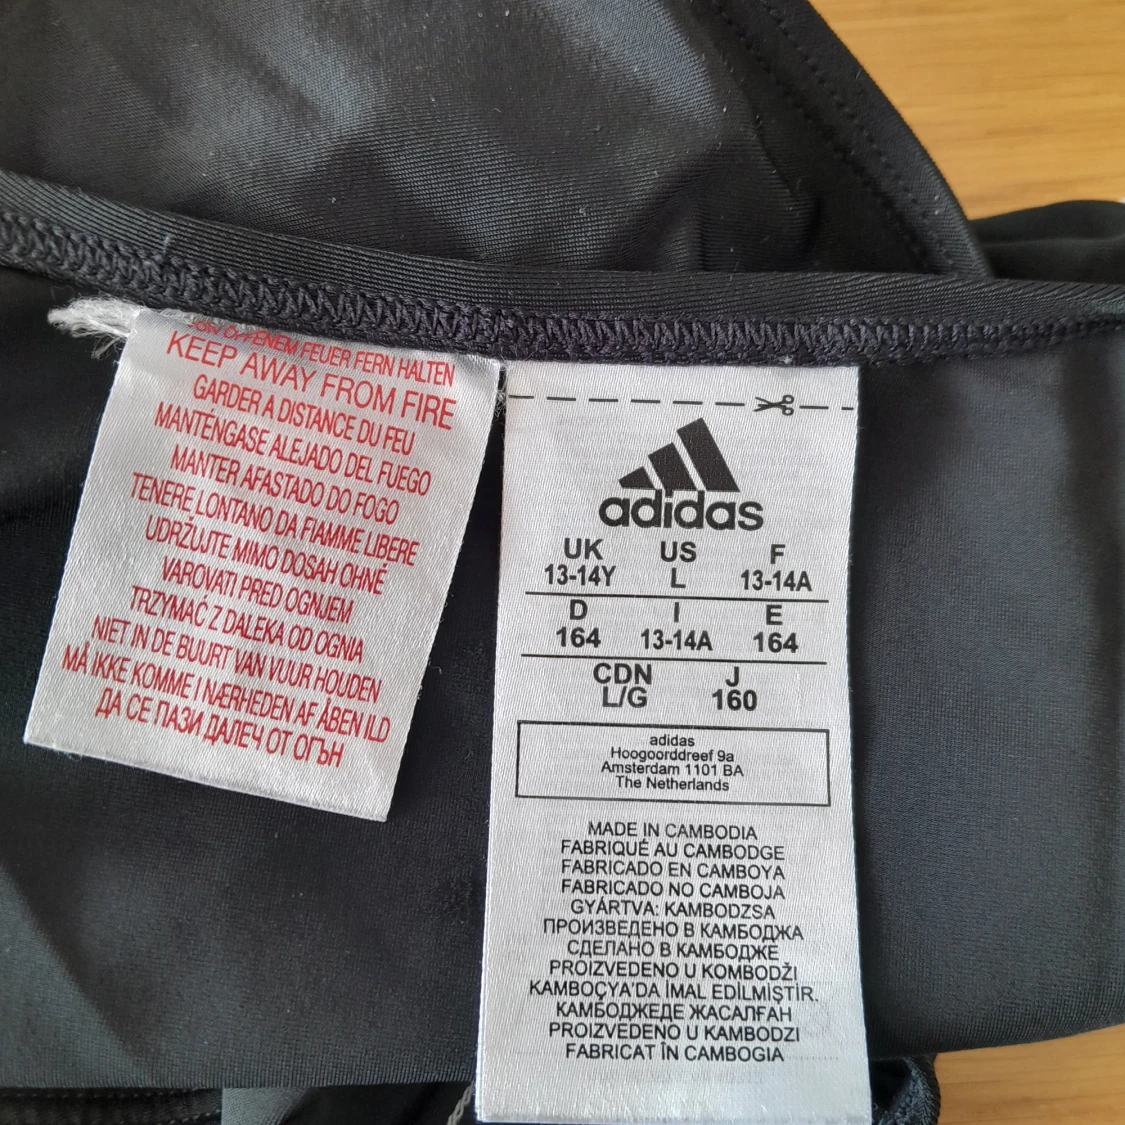 VON OFFENEM FEUER FERN HALTEN
KEEP AWAY FROM FIRE
GARDER A DISTANCE DU FEU
MANTÉNGASE ALEJADO DEL FUEGO
MANTER AFASTADO DO FOGO
TENERE LONTANO DA FIAMME LIBERE
UDRŽUJTE MIMO DOSAH OHNĚ
VAROVATI PRED OGNJEM
TRZYMAĆ Z DALEKA OD OGNIA
NIET IN DE BUURT VAN VUUR HOUDEN
MÅ IKKE KOMME I NÆRHEDEN AF ÅBEN ILD
ДА СЕ ПАЗИ ДАЛЕЧ ОТ ОГЪН
adidas
UK US F
13-14Y L 13-14A
D I E
164 13-14A 164
CDN J
L/G 160
adidas
Hoogoorddreef 9a
Amsterdam 1101 BA
The Netherlands
MADE IN CAMBODIA
FABRIQUÉ AU CAMBODGE
FABRICADO EN CAMBOYA
FABRICADO NO CAMBOJA
GYÁRTVA: KAMBODZSA
ПРОИЗВЕДЕНО В КАМБОДЖА
СДЕЛАНО В КАМБОДЖЕ
PROIZVEDENO U KOMBODŽI
KAMBOÇYA'DA İMAL EDİLMİŞTİR.
КАМБОДЖЕДЕ ЖАСАЛҒАН
PROIZVEDENO U KAMBODZI
FABRICAT ÎN CAMBOGIA